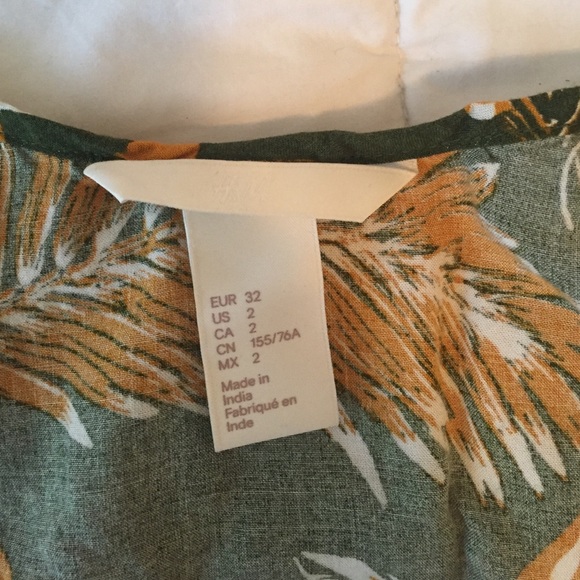 EUR 32
US 2
CA 2
CN 155/76A
MX 2
Made in
India
Fabriqué en
Inde